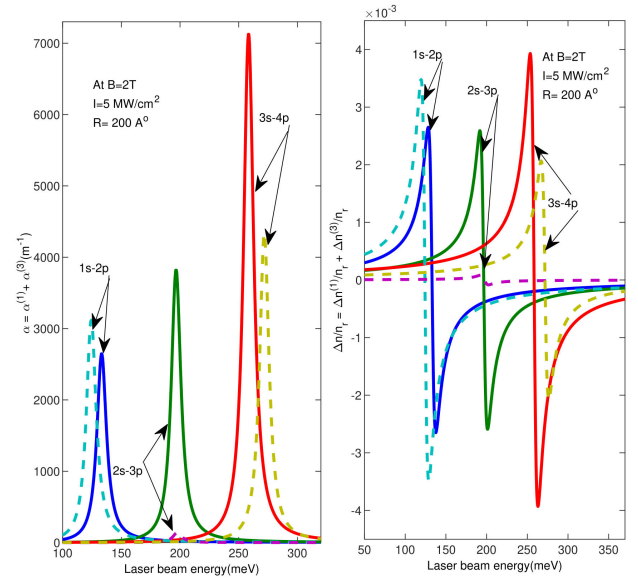 7000
6000
5000
4000
3000
2000
1000
0
100
150
200
250
300
Laser beam energy(meV)
α = α⁽¹⁾+ α⁽³⁾(m⁻¹)
At B=2T
I=5 MW/cm²
R= 200 Aᵒ
3s-4p
1s-2p
2s-3p
×10⁻³
4
3
2
1
0
-1
-2
-3
-4
50
100
150
200
250
300
350
Laser beam energy(meV)
Δn/nᵣ = Δn⁽¹⁾/nᵣ + Δn⁽³⁾/nᵣ
1s-2p
At B=2T
I=5 MW/cm²
R= 200 Aᵒ
2s-3p
3s-4p